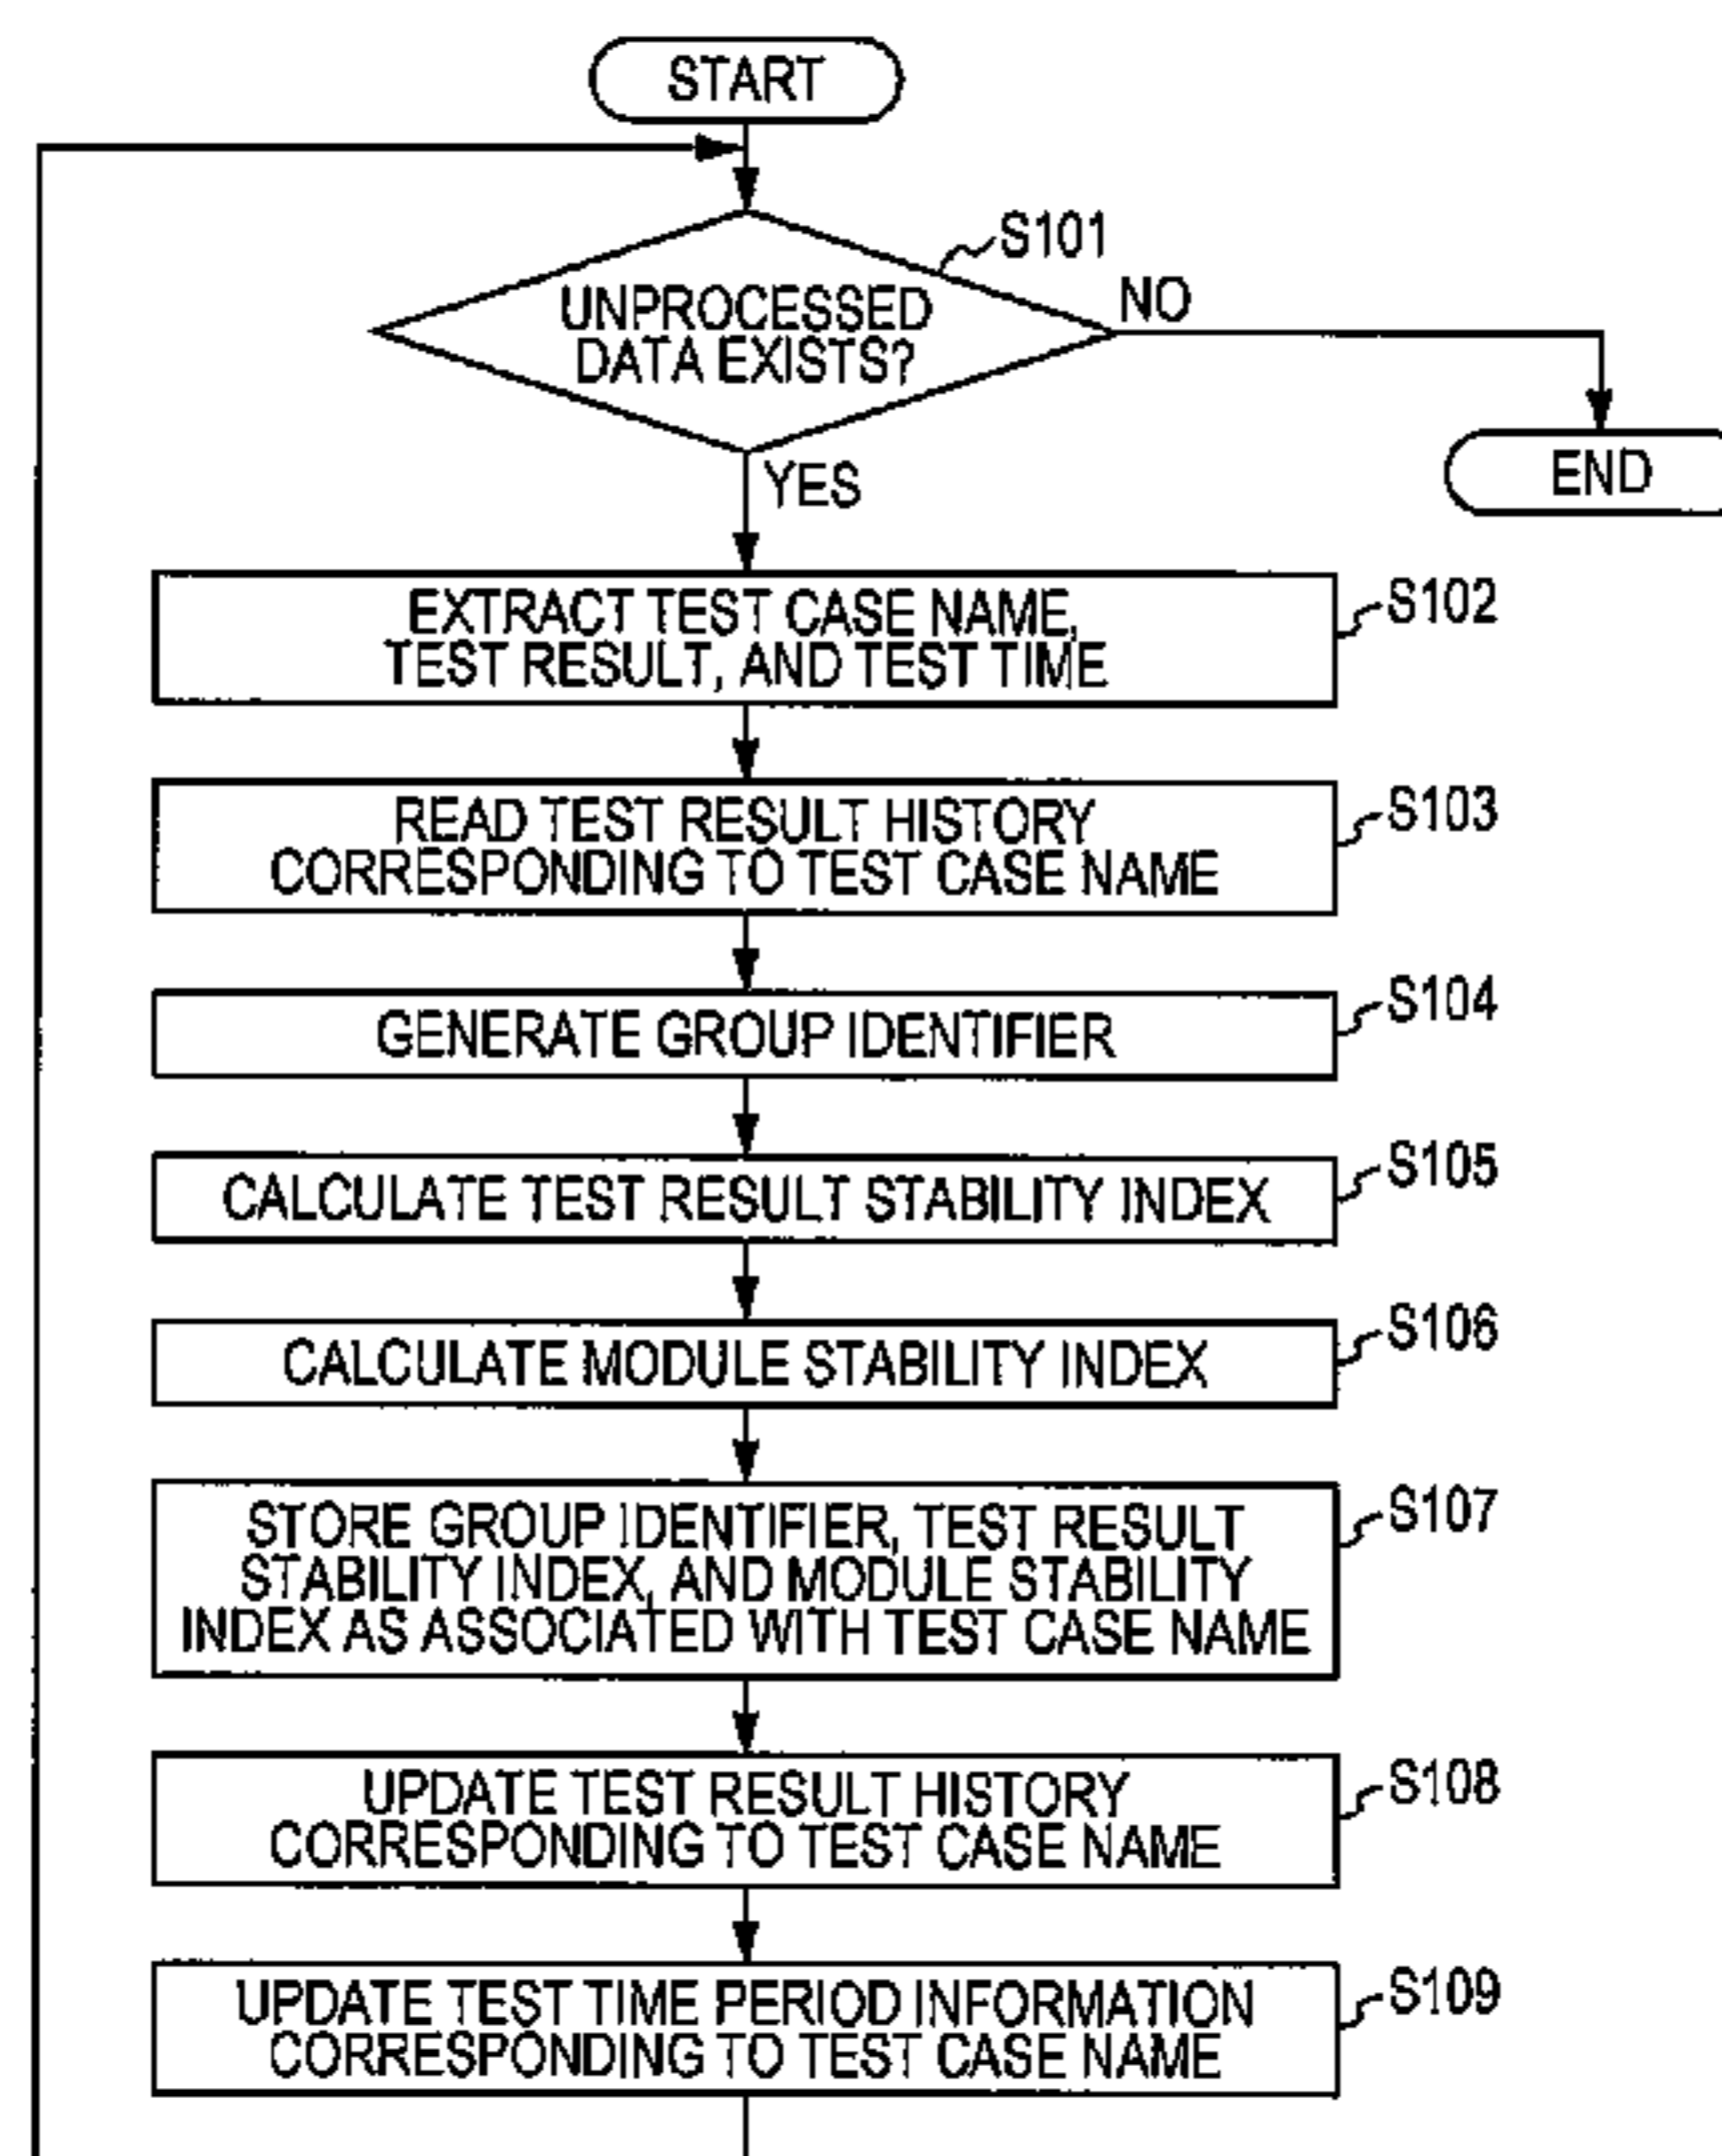 START
S101
UNPROCESSED
DATA EXISTS?
NO
END
YES
EXTRACT TEST CASE NAME,
TEST RESULT, AND TEST TIME
S102
READ TEST RESULT HISTORY
CORRESPONDING TO TEST CASE NAME
S103
GENERATE GROUP IDENTIFIER
S104
CALCULATE TEST RESULT STABILITY INDEX
S105
CALCULATE MODULE STABILITY INDEX
S106
STORE GROUP IDENTIFIER, TEST RESULT
STABILITY INDEX, AND MODULE STABILITY
INDEX AS ASSOCIATED WITH TEST CASE NAME
S107
UPDATE TEST RESULT HISTORY
CORRESPONDING TO TEST CASE NAME
S108
UPDATE TEST TIME PERIOD INFORMATION
CORRESPONDING TO TEST CASE NAME
S109